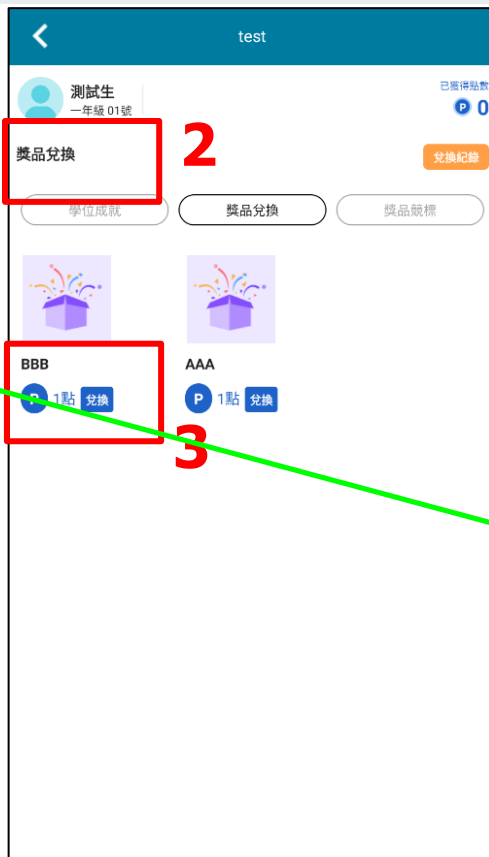 test
測試生
一年級 01號
已獲得點數
P 0
獎品兌換
2
兌換紀錄
學位成就
獎品兌換
獎品競標
BBB
AAA
P 1點 兌換
P 1點 兌換
3